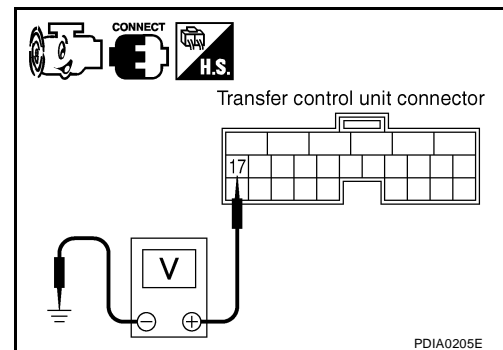 CONNECT
H.S.
Transfer control unit connector
17
V
− +
PDIA0205E